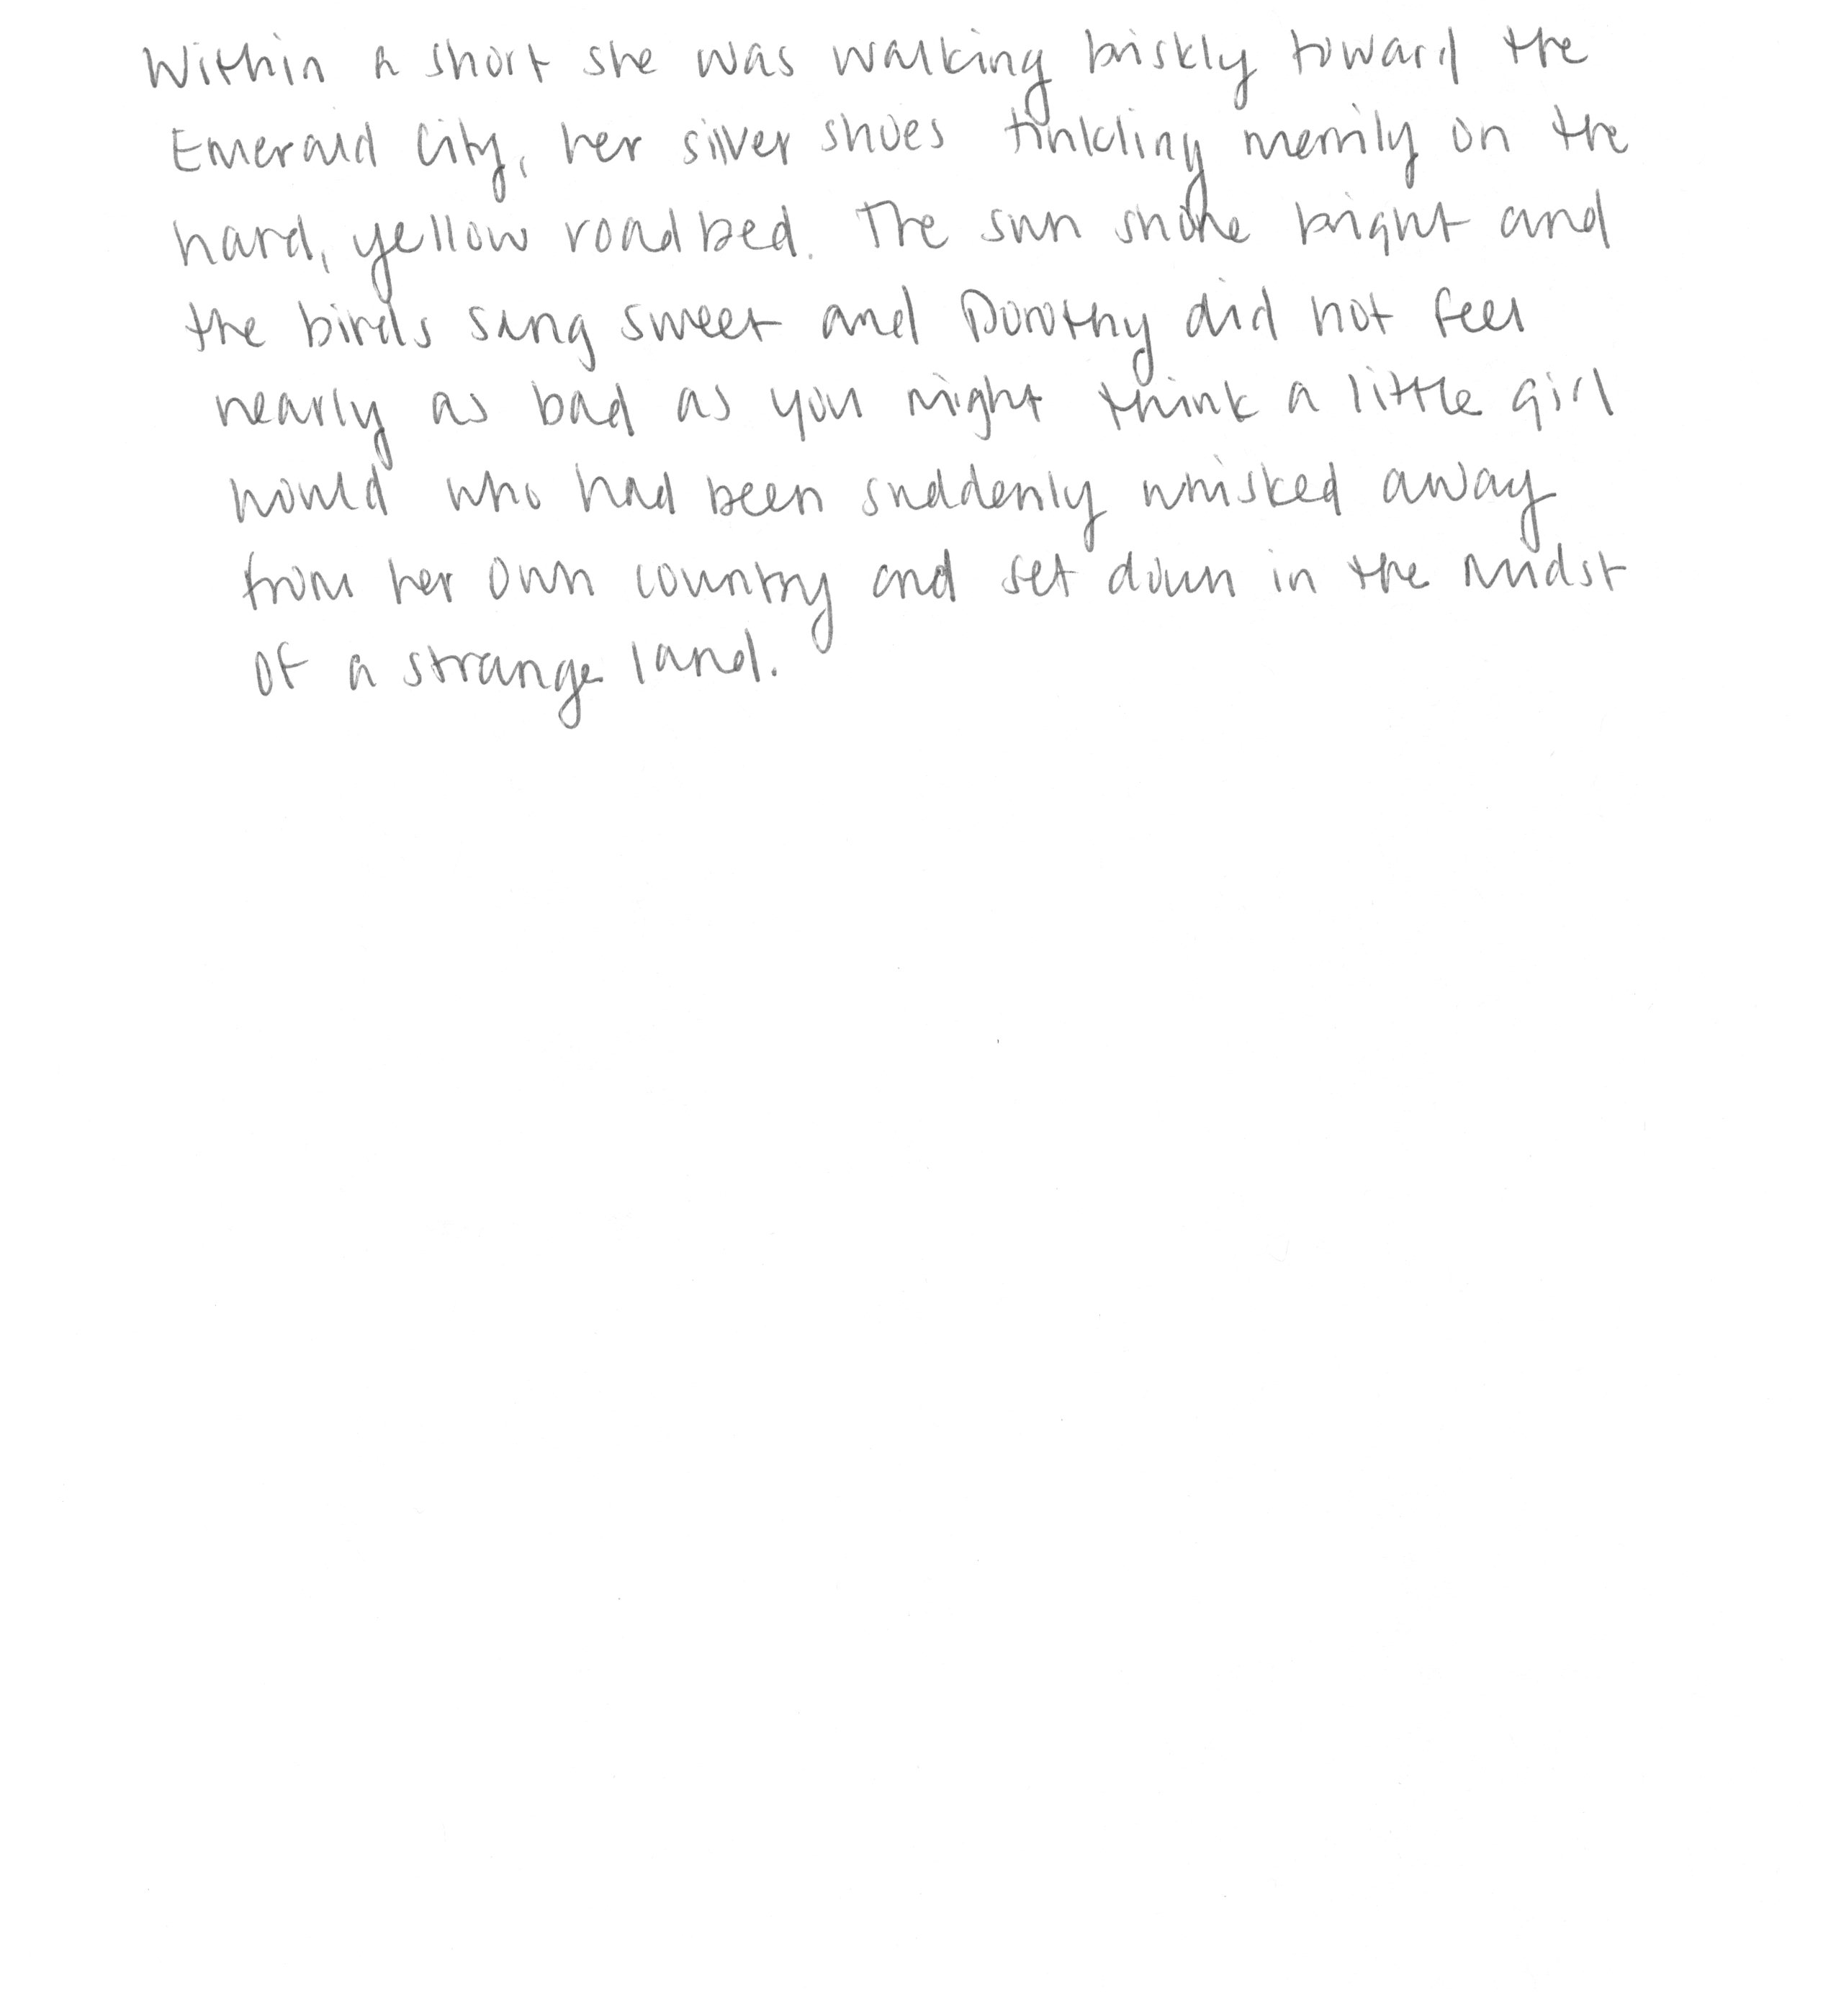 Within a short she was walking briskly toward the
Emerald City, her silver shoes tinkling merrily on the
hard, yellow roadbed. The sun shone bright and
the birds sang sweet and Dorothy did not feel
nearly as bad as you might think a little girl
would who had been suddenly whisked away
from her own country and set down in the midst
of a strange land.